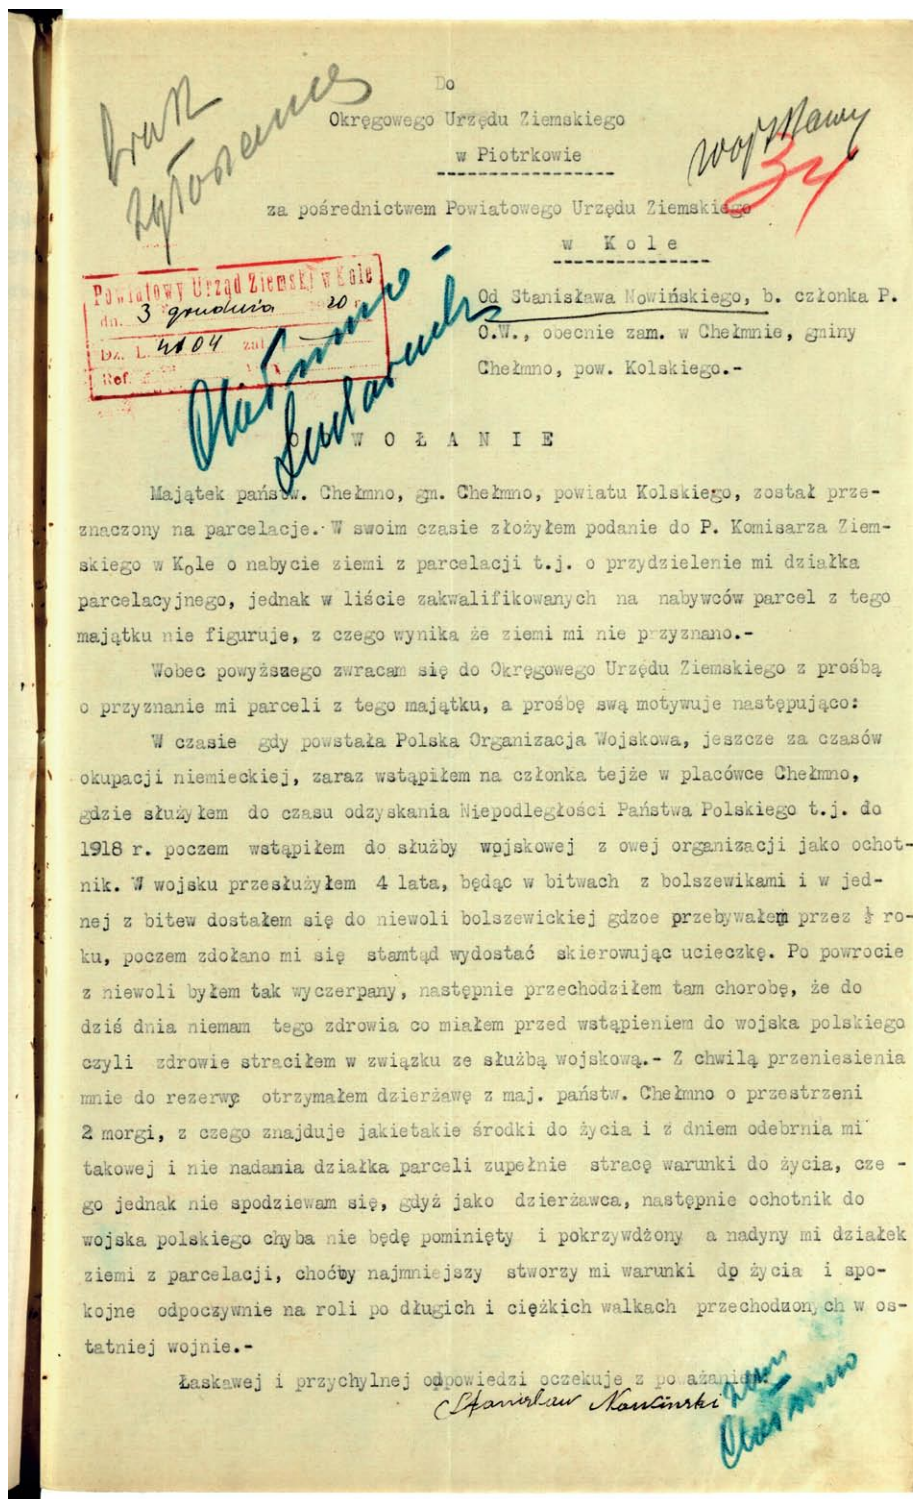 Do
Okręgowego Urzędu Ziemskiego
w Piotrkowie
za pośrednictwem Powiatowego Urzędu Ziemskiego
w Kole
brak
zgłoszenia
wojskowy
34
Powiatowy Urząd Ziemski w Kole
dn. 3 grudnia 20 r.
Dz. L. 4104 zał.
Ref.
Chełmno
Od Stanisława Nowińskiego, b. członka P.
O.W., obecnie zam. w Chełmnie, gminy
Chełmno, pow. Kolskiego.-
W O Ł A N I E
Majątek państw. Chełmno, gm. Chełmno, powiatu Kolskiego, został prze-
znaczony na parcelacje. W swoim czasie złożyłem podanie do P. Komisarza Ziem-
skiego w Kole o nabycie ziemi z parcelacji t.j. o przydzielenie mi działka
parcelacyjnego, jednak w liście zakwalifikowanych na nabywców parcel z tego
majątku nie figuruje, z czego wynika że ziemi mi nie przyznano.-
Wobec powyższego zwracam się do Okręgowego Urzędu Ziemskiego z prośbą
o przyznanie mi parceli z tego majątku, a prośbę swą motywuje następująco:
W czasie gdy powstała Polska Organizacja Wojskowa, jeszcze za czasów
okupacji niemieckiej, zaraz wstąpiłem na członka tejże w placówce Chełmno,
gdzie służyłem do czasu odzyskania Niepodległości Państwa Polskiego t.j. do
1918 r. poczem wstąpiłem do służby wojskowej z owej organizacji jako ochot-
nik. W wojsku przesłużyłem 4 lata, będąc w bitwach z bolszewikami i w jed-
nej z bitew dostałem się do niewoli bolszewickiej gdzoe przebywałem przez ½ ro-
ku, poczem zdołano mi się stamtąd wydostać skierowując ucieczkę. Po powrocie
z niewoli byłem tak wyczerpany, następnie przechodziłem tam chorobę, że do
dziś dnia niemam tego zdrowia co miałem przed wstąpieniem do wojska polskiego
czyli zdrowie straciłem w związku ze służbą wojskową.- Z chwilą przeniesienia
mnie do rezerwy otrzymałem dzierżawę z maj. państw. Chełmno o przestrzeni
2 morgi, z czego znajduje jakietakie środki do życia i z dniem odebrnia mi
takowej i nie nadania działka parceli zupełnie stracę warunki do życia, cze -
go jednak nie spodziewam się, gdyż jako dzierżawca, następnie ochotnik do
wojska polskiego chyba nie będę pominięty i pokrzywdżony a nadyny mi działek
ziemi z parcelacji, choćby najmniejszy stworzy mi warunki do życia i spo-
kojne odpoczywnie na roli po długich i ciężkich walkach przechodzonych w os-
tatniej wojnie.-
Łaskawej i przychylnej odpowiedzi oczekuje z poważaniem
Stanisław Nowinski
Chełmno